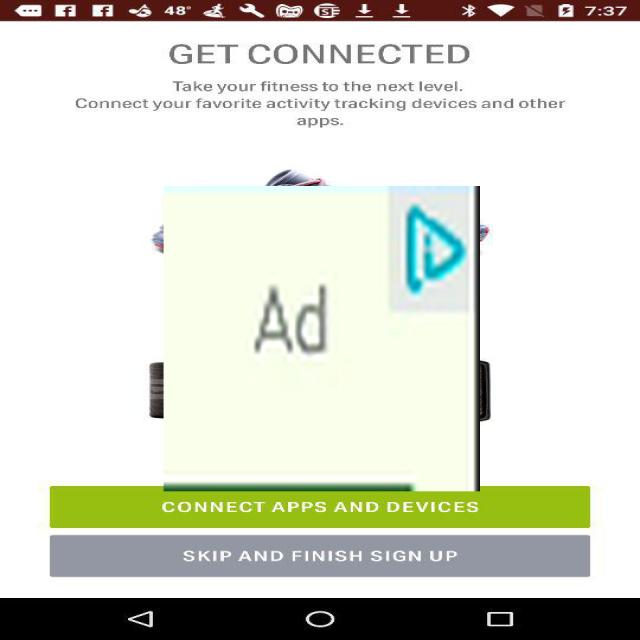 48° 7:37
GET CONNECTED
Take your fitness to the next level.
Connect your favorite activity tracking devices and other
apps.
Ad
CONNECT APPS AND DEVICES
SKIP AND FINISH SIGN UP